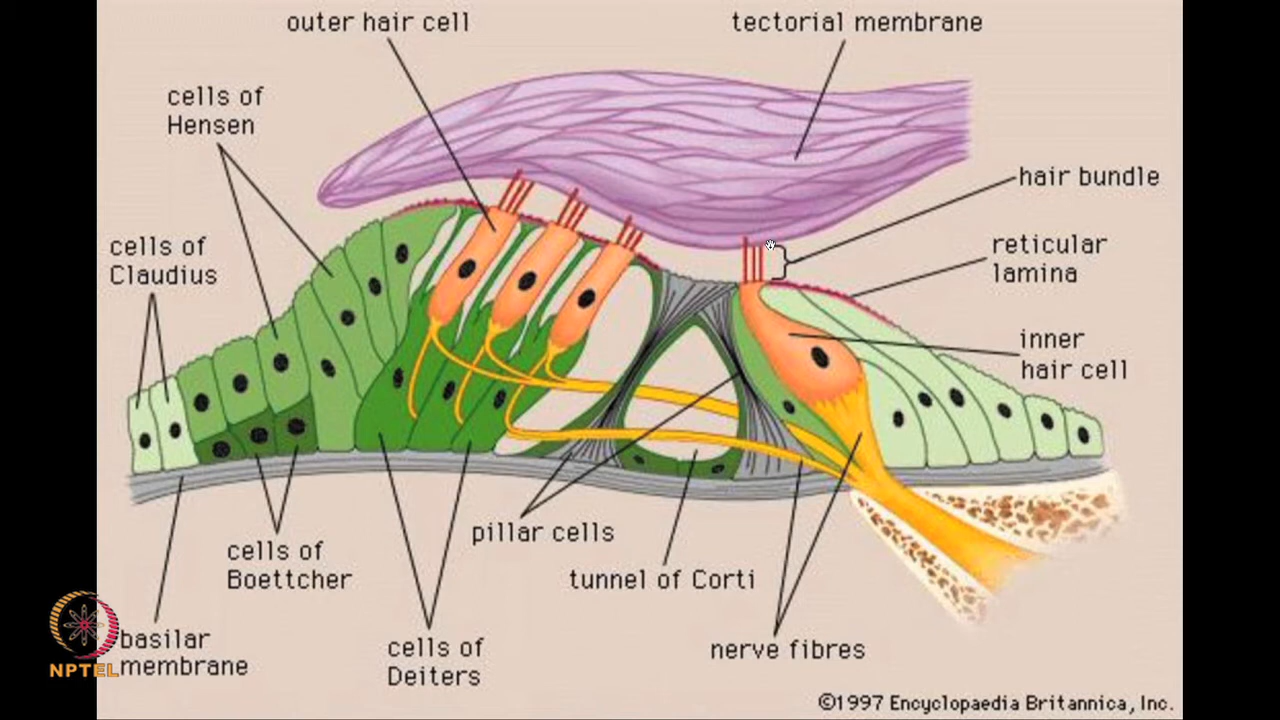 outer hair cell
tectorial membrane
cells of
Hensen
hair bundle
cells of
Claudius
reticular
lamina
inner
hair cell
pillar cells
cells of
Boettcher
tunnel of Corti
basilar
membrane
cells of
Deiters
nerve fibres
NPTEL
©1997 Encyclopaedia Britannica, Inc.